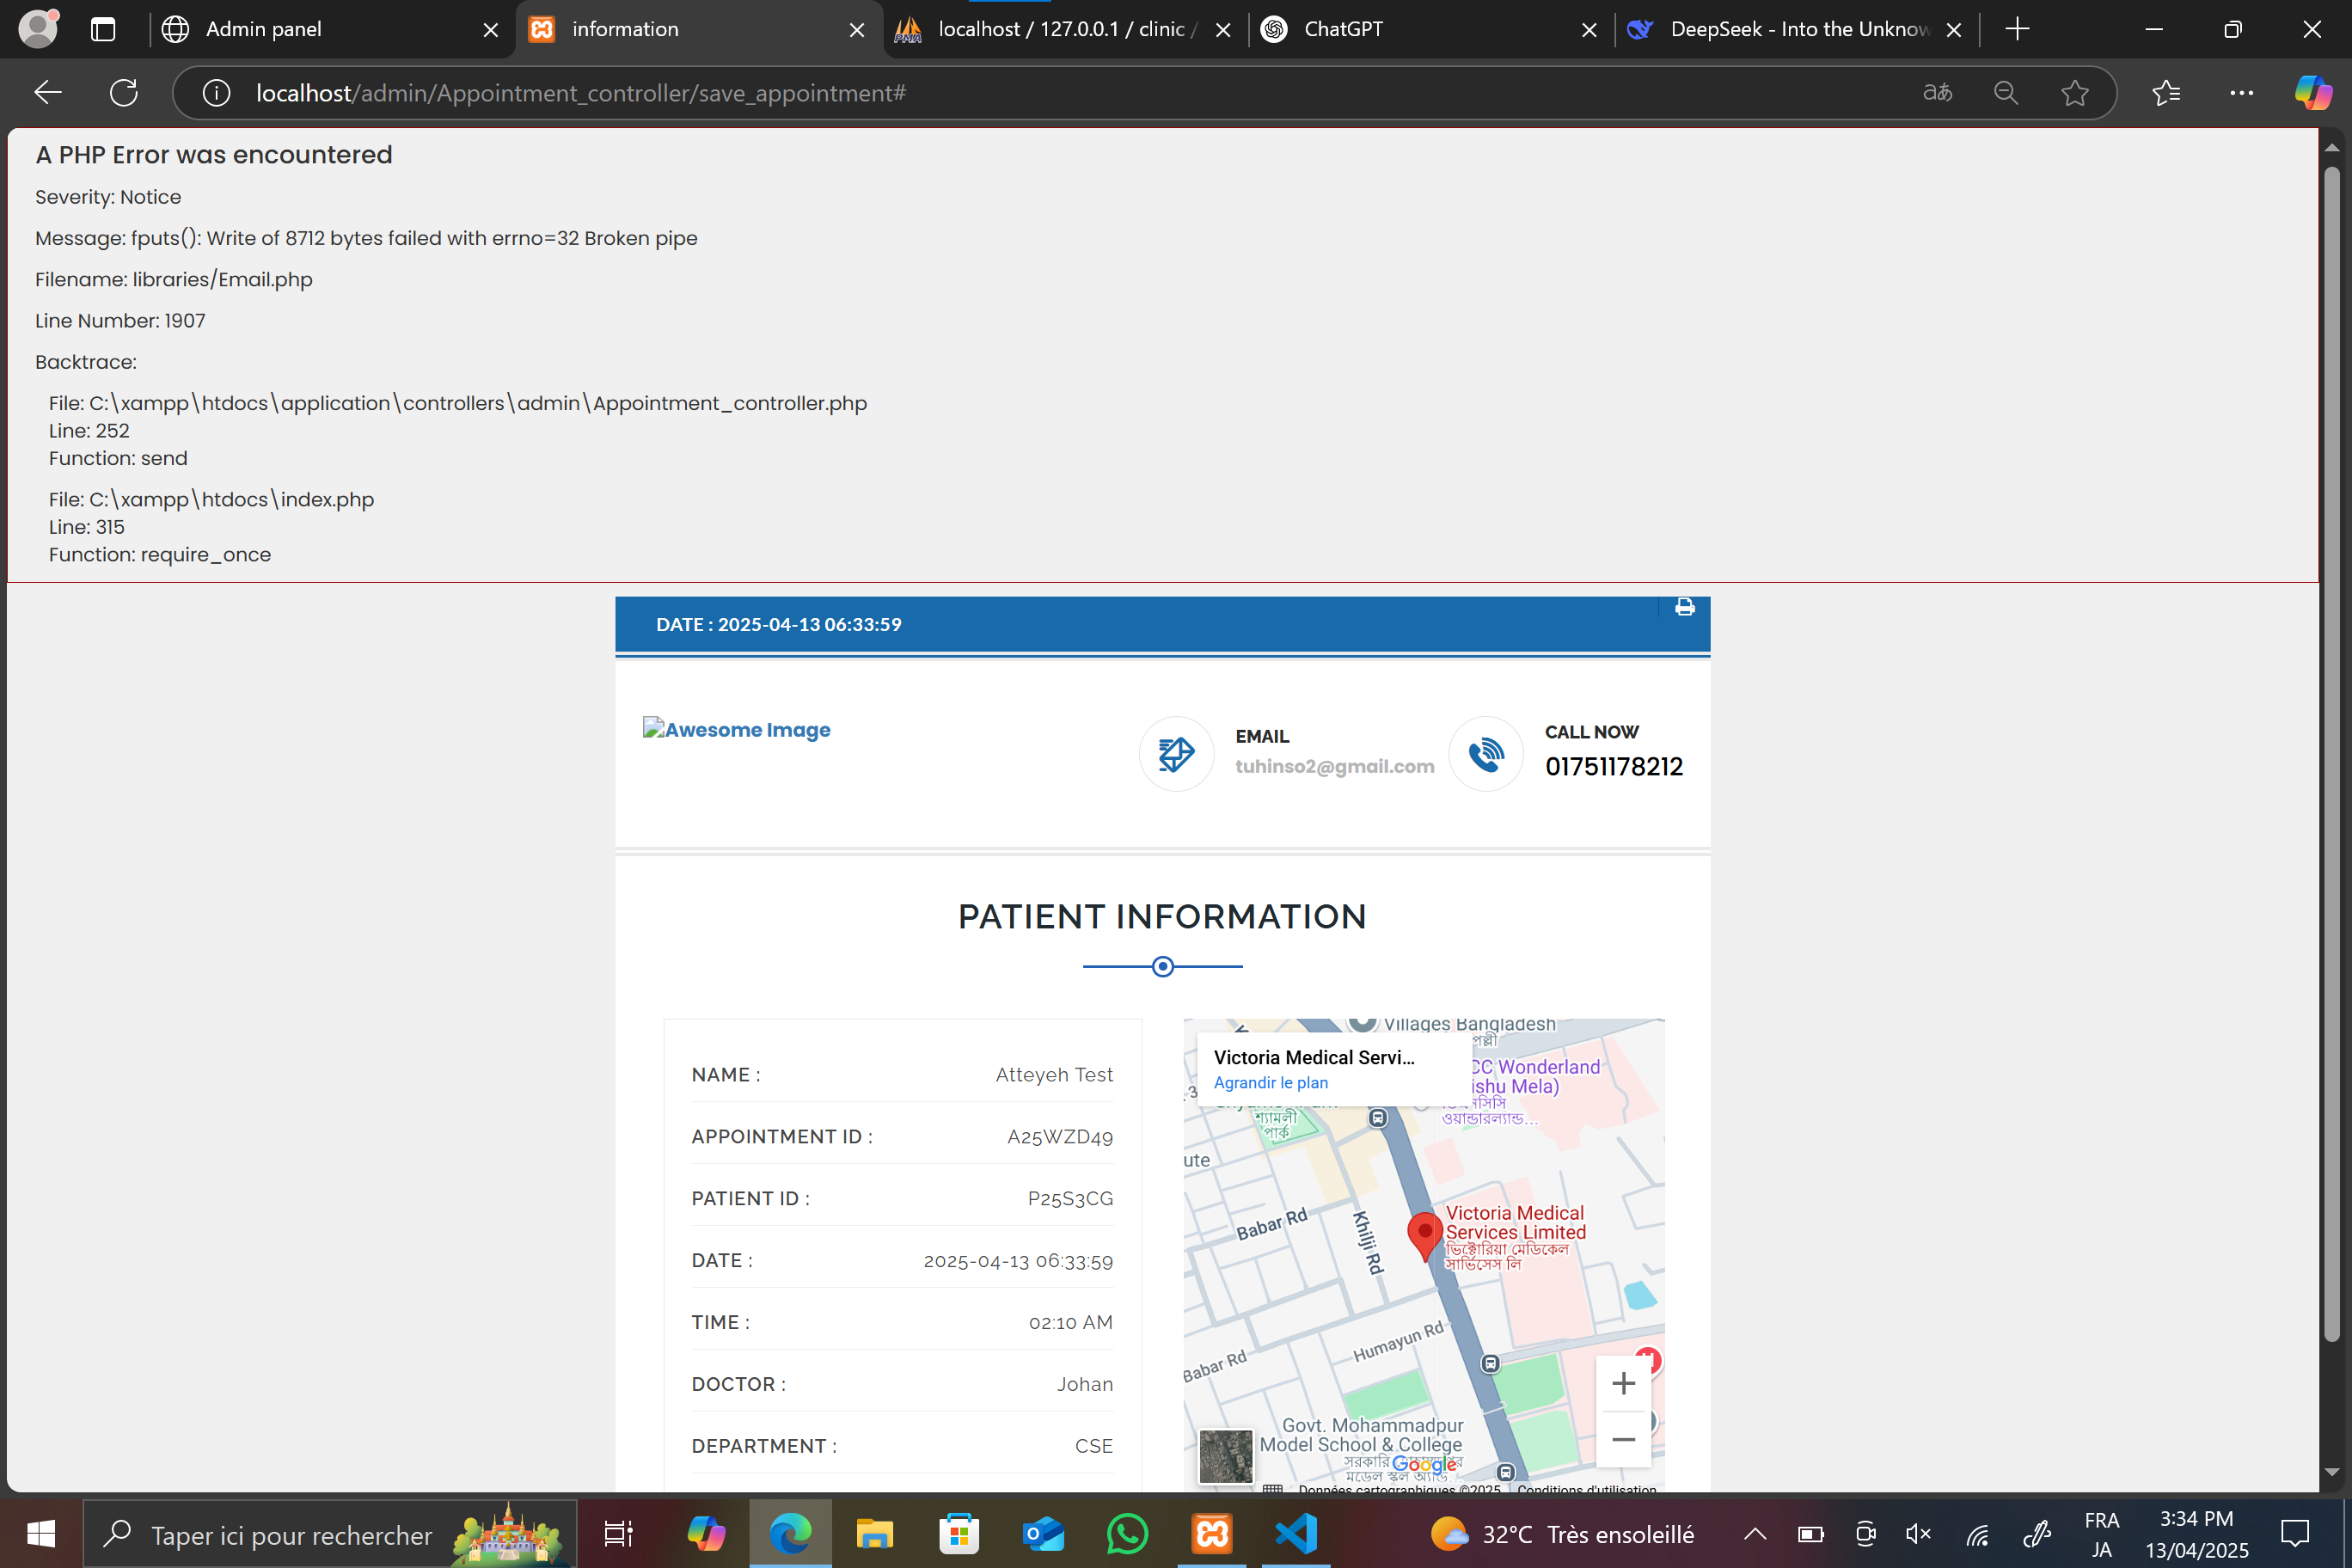 Admin panel
information
localhost / 127.0.0.1 / clinic /
ChatGPT
DeepSeek - Into the Unknow
localhost/admin/Appointment_controller/save_appointment#
A PHP Error was encountered
Severity: Notice
Message: fputs(): Write of 8712 bytes failed with errno=32 Broken pipe
Filename: libraries/Email.php
Line Number: 1907
Backtrace:
File: C:\xampp\htdocs\application\controllers\admin\Appointment_controller.php
Line: 252
Function: send
File: C:\xampp\htdocs\index.php
Line: 315
Function: require_once
DATE : 2025-04-13 06:33:59
Awesome Image
EMAIL
tuhinso2@gmail.com
CALL NOW
01751178212
PATIENT INFORMATION
NAME : Atteyeh Test
APPOINTMENT ID : A25WZD49
PATIENT ID : P25S3CG
DATE : 2025-04-13 06:33:59
TIME : 02:10 AM
DOCTOR : Johan
DEPARTMENT : CSE
Villages Bangladesh
Victoria Medical Servi...
Agrandir le plan
CC Wonderland
ishu Mela)
ওয়ান্ডারল্যান্ড...
শ্যামলী
পার্ক
ute
Babar Rd
Khilji Rd
Victoria Medical
Services Limited
ভিক্টোরিয়া মেডিকেল
সার্ভিসেস লি
Humayun Rd
Babar Rd
Govt. Mohammadpur
Model School & College
সরকারি
মডেল স্কুল অ্যান্ড...
Google
Données cartographiques ©2025
Conditions d'utilisation
Taper ici pour rechercher
32°C Très ensoleillé
FRA
JA
3:34 PM
13/04/2025